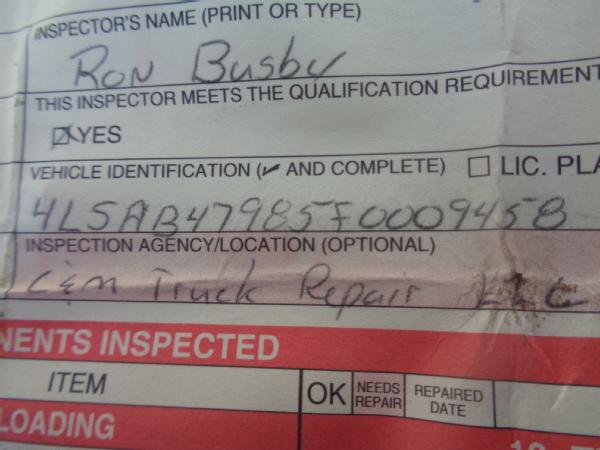 INSPECTOR'S NAME (PRINT OR TYPE)
Ron Busby
THIS INSPECTOR MEETS THE QUALIFICATION REQUIREMENT
YES
VEHICLE IDENTIFICATION (✓ AND COMPLETE) ☐ LIC. PLA
4L5AB47985F0009458
INSPECTION AGENCY/LOCATION (OPTIONAL)
C&M Truck Repair LLC
NENTS INSPECTED
ITEM OK NEEDS REPAIR REPAIRED DATE
LOADING